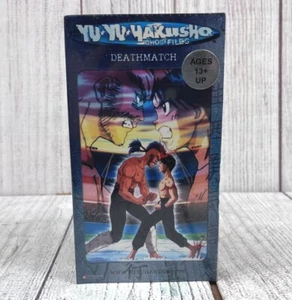 YU·YU·HAKUSHO
GHOST FILES
DEATHMATCH
AGES
13+
UP